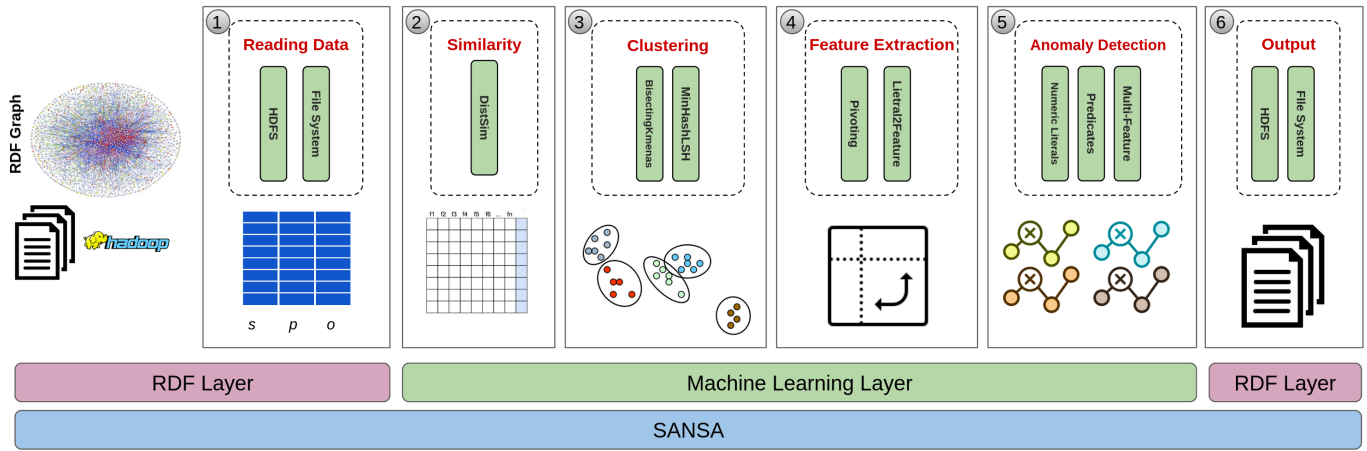 RDF Graph
hadoop
1
Reading Data
HDFS
File System
s p o
2
Similarity
DistSim
f1 f2 f3 f4 f5 f6 ... fn
3
Clustering
BisectingKmenas
MinHashLSH
4
Feature Extraction
Pivoting
Lietral2Feature
5
Anomaly Detection
Numeric Literals
Predicates
Multi-Feature
6
Output
HDFS
FIle System
RDF Layer
Machine Learning Layer
RDF Layer
SANSA